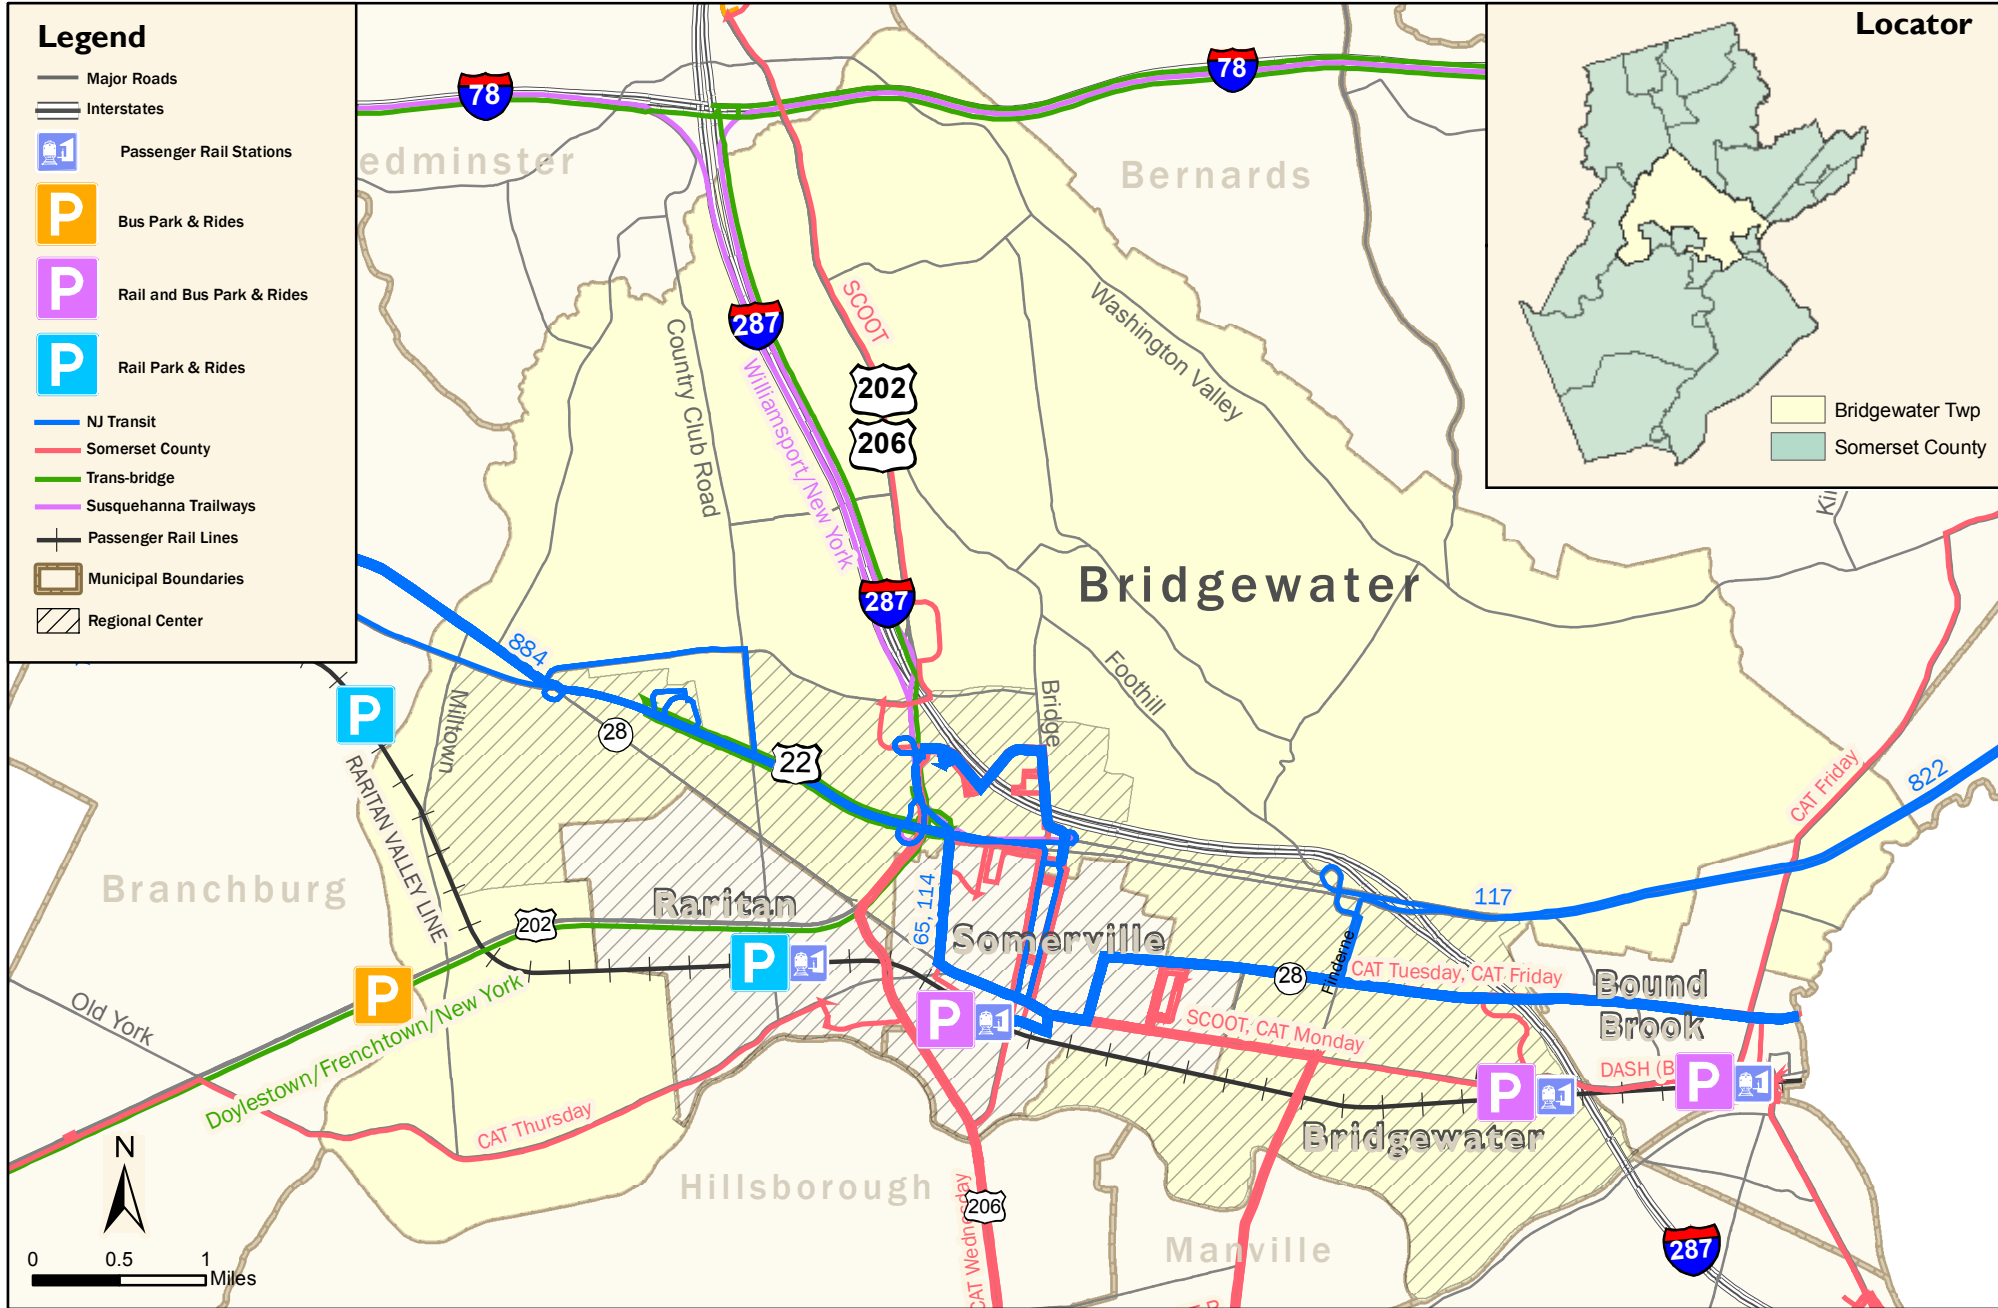 Legend
Major Roads
Interstates
Passenger Rail Stations
P
Bus Park & Rides
P
Rail and Bus Park & Rides
P
Rail Park & Rides
NJ Transit
Somerset County
Trans-bridge
Susquehanna Trailways
Passenger Rail Lines
Municipal Boundaries
Regional Center
Locator
Bridgewater Twp
Somerset County
78
78
edminster
Bernards
287
SCOOT
Washington Valley
Country Club Road
Williamsport/New York
202
206
287
Bridgewater
884
Foothill
Bridge
Milltown
28
22
P
RARITAN VALLEY LINE
CAT Friday
822
Branchburg
Raritan
202
65, 114
Somerville
117
Finderne
28
CAT Tuesday, CAT Friday
Bound
Brook
P
P
P
Old York
Doylestown/Frenchtown/New York
SCOOT, CAT Monday
DASH (B
P
P
CAT Thursday
Bridgewater
Hillsborough
CAT Wednesday
206
Manville
287
N
0 0.5 1
Miles